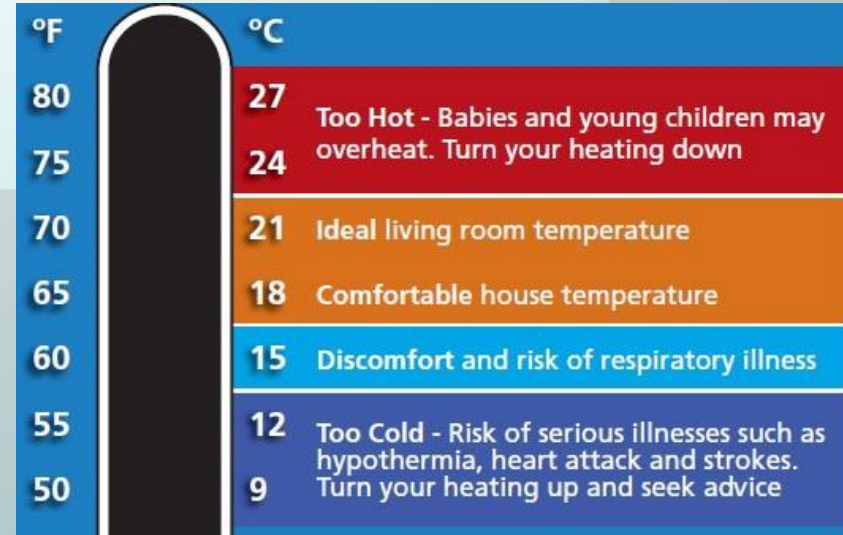 ºF ºC
80 27
Too Hot - Babies and young children may
overheat. Turn your heating down
75 24
70 21 Ideal living room temperature
65 18 Comfortable house temperature
60 15 Discomfort and risk of respiratory illness
55 12 Too Cold - Risk of serious illnesses such as
hypothermia, heart attack and strokes.
50 9 Turn your heating up and seek advice